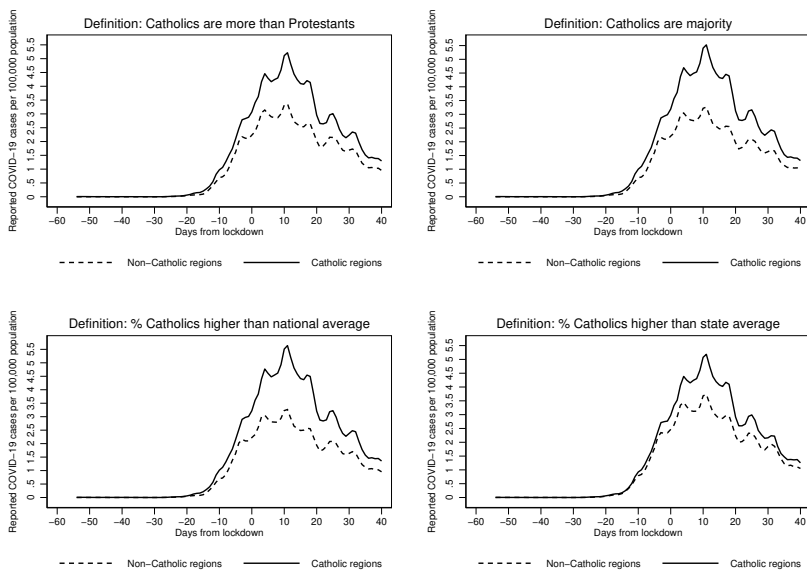 Definition: Catholics are more than Protestants
Reported COVID−19 cases per 100,000 population
0 .5 1 1.5 2 2.5 3 3.5 4 4.5 5 5.5
−60 −50 −40 −30 −20 −10 0 10 20 30 40
Days from lockdown
Non−Catholic regions Catholic regions
Definition: Catholics are majority
Reported COVID−19 cases per 100,000 population
0 .5 1 1.5 2 2.5 3 3.5 4 4.5 5 5.5
−60 −50 −40 −30 −20 −10 0 10 20 30 40
Days from lockdown
Non−Catholic regions Catholic regions
Definition: % Catholics higher than national average
Reported COVID−19 cases per 100,000 population
0 .5 1 1.5 2 2.5 3 3.5 4 4.5 5 5.5
−60 −50 −40 −30 −20 −10 0 10 20 30 40
Days from lockdown
Non−Catholic regions Catholic regions
Definition: % Catholics higher than state average
Reported COVID−19 cases per 100,000 population
0 .5 1 1.5 2 2.5 3 3.5 4 4.5 5 5.5
−60 −50 −40 −30 −20 −10 0 10 20 30 40
Days from lockdown
Non−Catholic regions Catholic regions